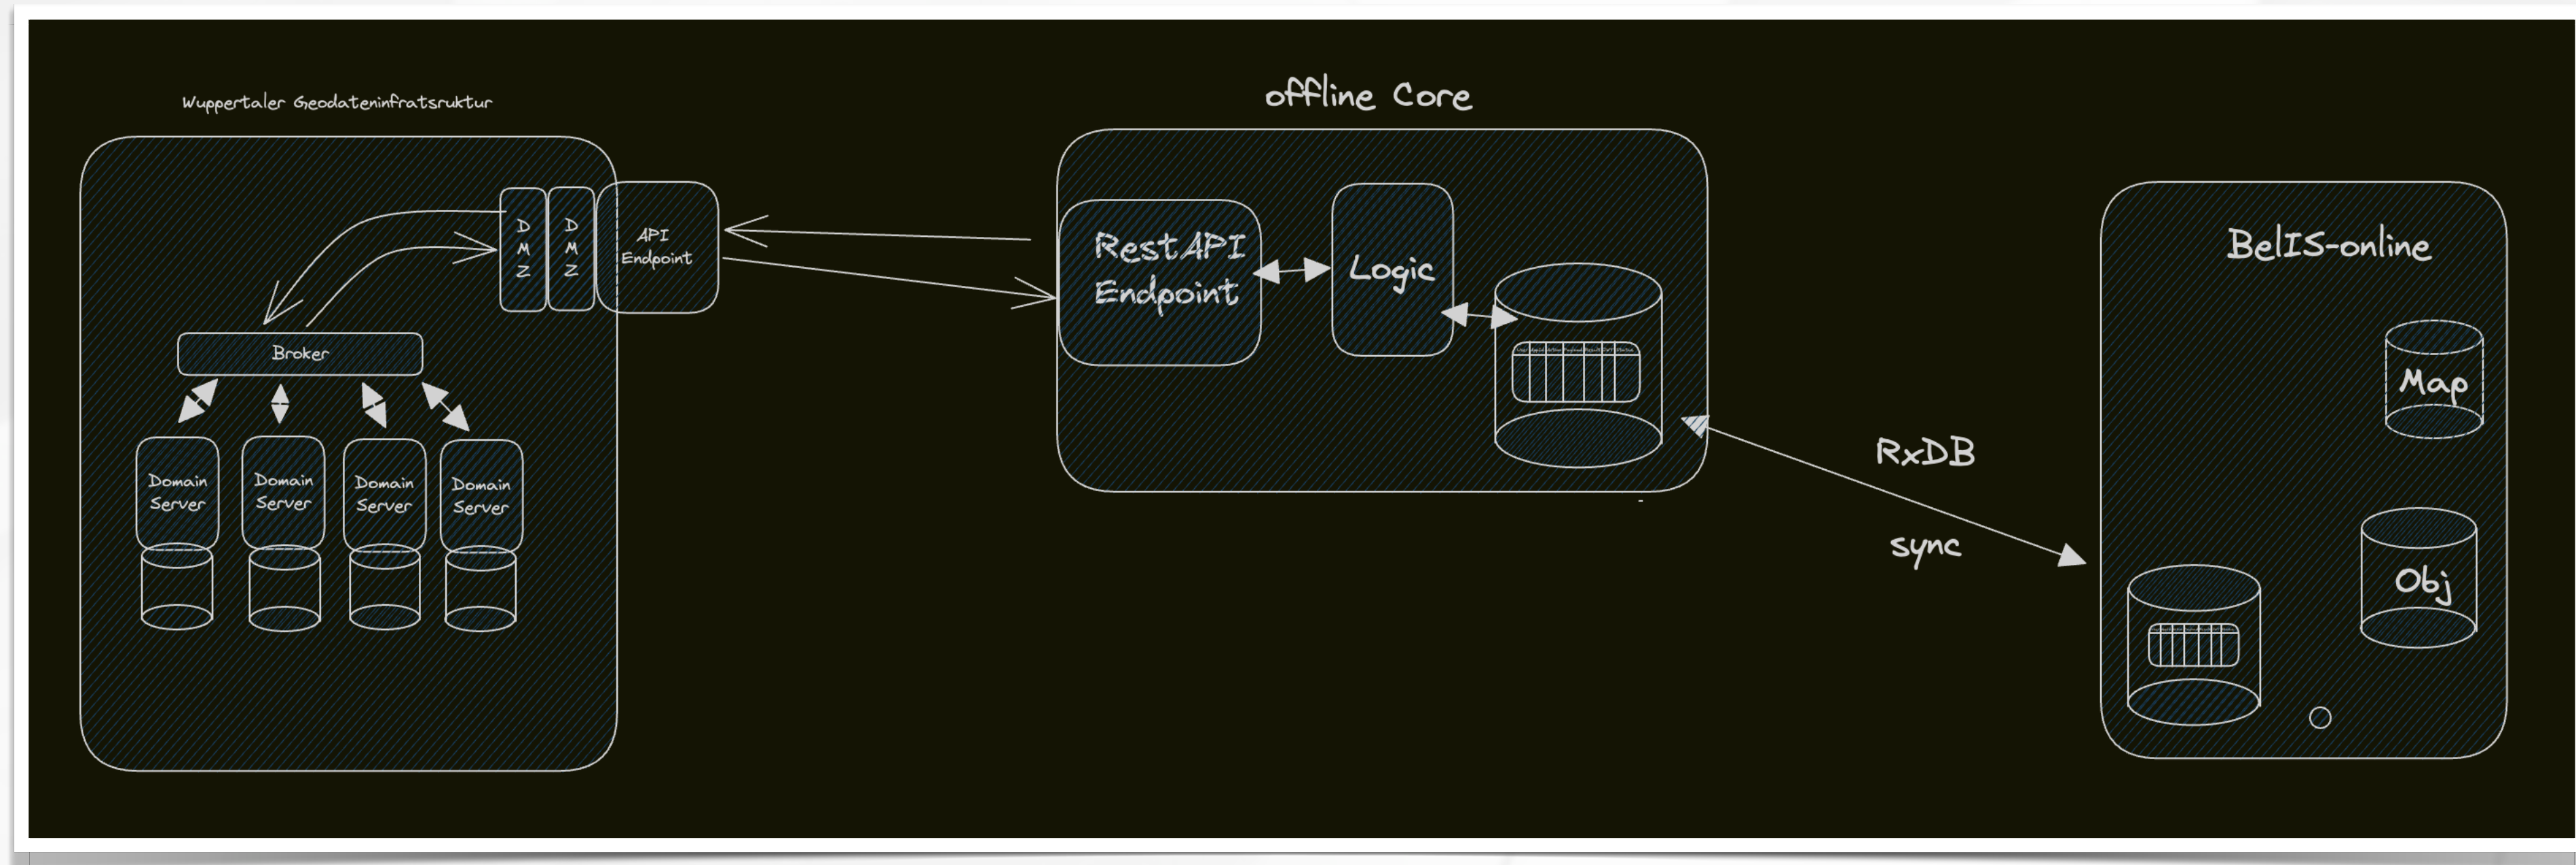 Wuppertaler Geodateninfratsruktur
D
M
Z
D
M
Z
API
Endpoint
Broker
Domain
Server
Domain
Server
Domain
Server
Domain
Server
offline Core
RestAPI
Endpoint
Logic
RxDB
sync
BelIS-online
Map
Obj